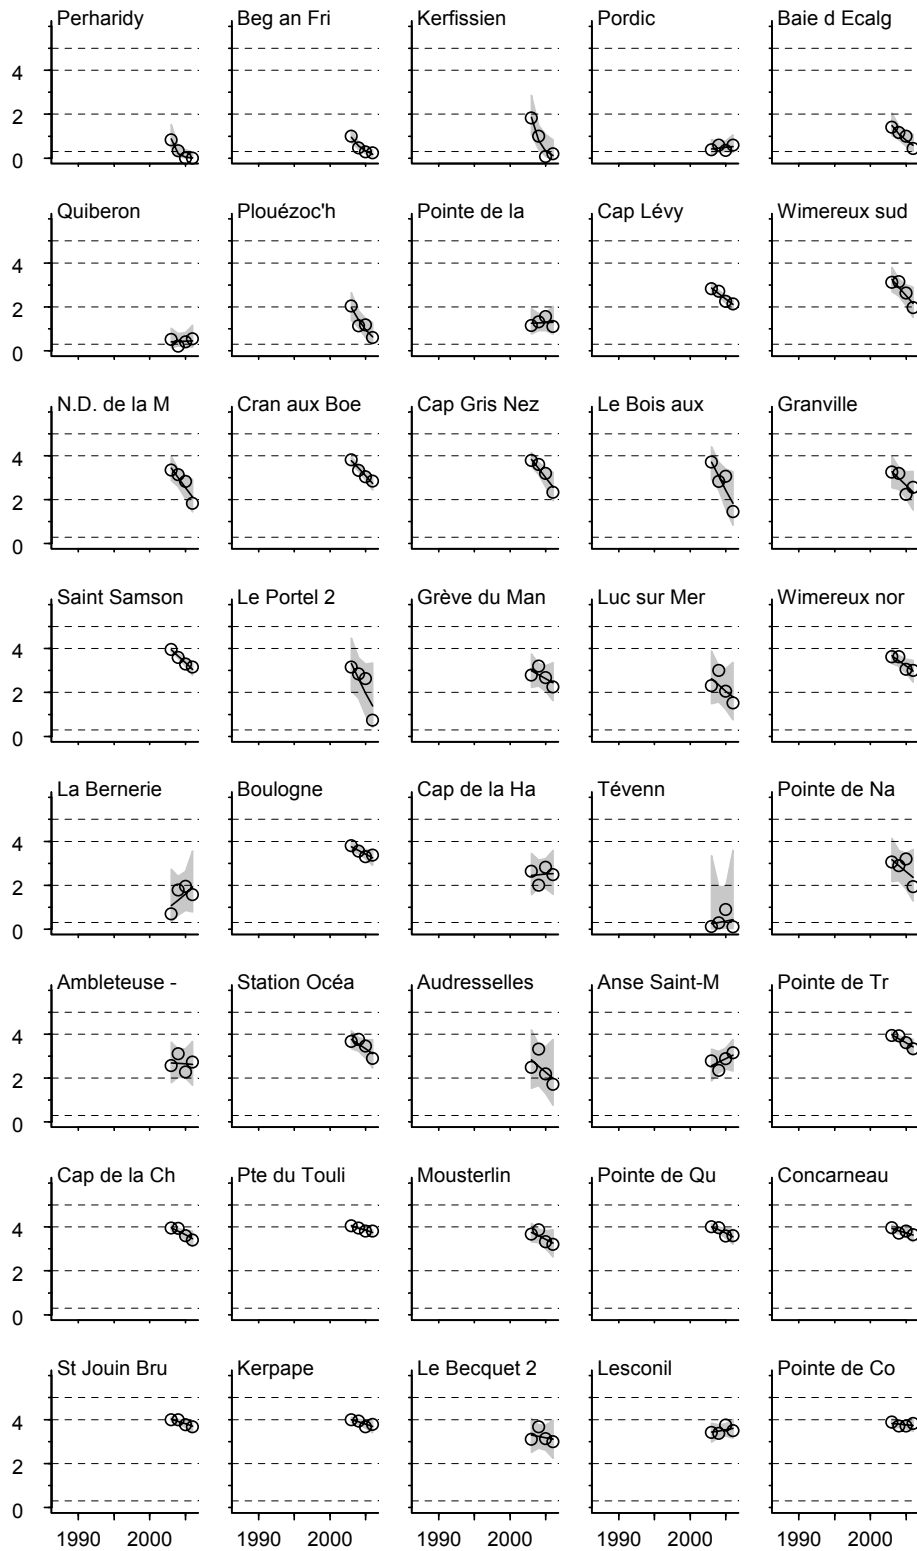 Perharidy Beg an Fri Kerfissien Pordic Baie d Ecalg
4
2
0
Quiberon Plouézoc'h Pointe de la Cap Lévy Wimereux sud
4
2
0
N.D. de la M Cran aux Boe Cap Gris Nez Le Bois aux Granville
4
2
0
Saint Samson Le Portel 2 Grève du Man Luc sur Mer Wimereux nor
4
2
0
La Bernerie Boulogne Cap de la Ha Tévenn Pointe de Na
4
2
0
Ambleteuse - Station Océa Audresselles Anse Saint-M Pointe de Tr
4
2
0
Cap de la Ch Pte du Touli Mousterlin Pointe de Qu Concarneau
4
2
0
St Jouin Bru Kerpape Le Becquet 2 Lesconil Pointe de Co
4
2
0
1990 2000 1990 2000 1990 2000 1990 2000 1990 2000